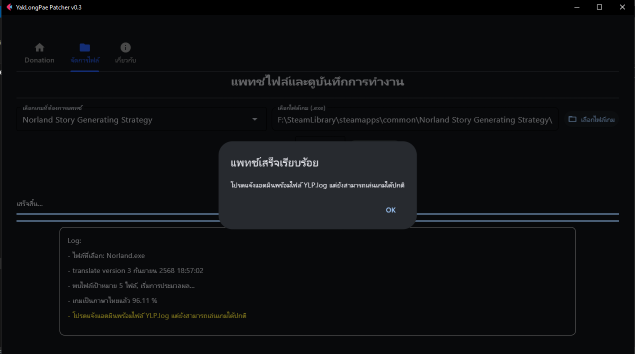 YakLongPae Patcher v0.3
Donation
จัดการไฟล์
เกี่ยวกับ
แพทช์ไฟล์และดูบันทึกการทำงาน
เลือกเกมที่ต้องการแพทช์
Norland Story Generating Strategy
เลือกไฟล์เกม (.exe)
F:\SteamLibrary\steamapps\common\Norland Story Generating Strategy\
เลือกไฟล์เกม
แพทช์เสร็จเรียบร้อย
โปรดแจ้งแอดมินพร้อมไฟล์ YLP.log แต่ยังสามารถเล่นเกมได้ปกติ
OK
เสร็จสิ้น...
Log:
- ไฟล์ที่เลือก: Norland.exe
- translate version 3 กันยายน 2568 18:57:02
- พบไฟล์เป้าหมาย 5 ไฟล์, เริ่มการประมวลผล...
- เกมเป็นภาษาไทยแล้ว 96.11 %
- โปรดแจ้งแอดมินพร้อมไฟล์ YLP.log แต่ยังสามารถเล่นเกมได้ปกติ